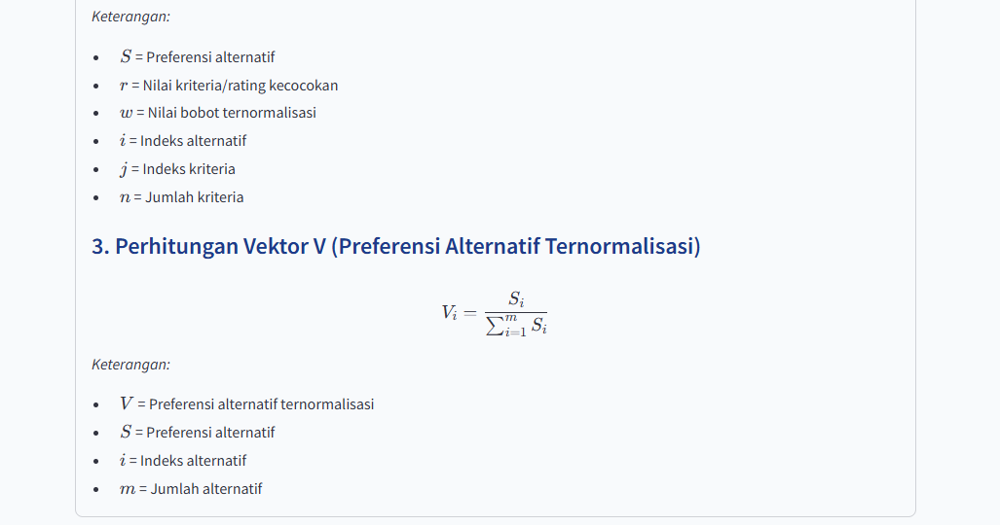 Keterangan:
• S = Preferensi alternatif
• r = Nilai kriteria/rating kecocokan
• w = Nilai bobot ternormalisasi
• i = Indeks alternatif
• j = Indeks kriteria
• n = Jumlah kriteria
3. Perhitungan Vektor V (Preferensi Alternatif Ternormalisasi)
V_i = \frac{S_i}{\sum_{i=1}^{m} S_i}
Keterangan:
• V = Preferensi alternatif ternormalisasi
• S = Preferensi alternatif
• i = Indeks alternatif
• m = Jumlah alternatif